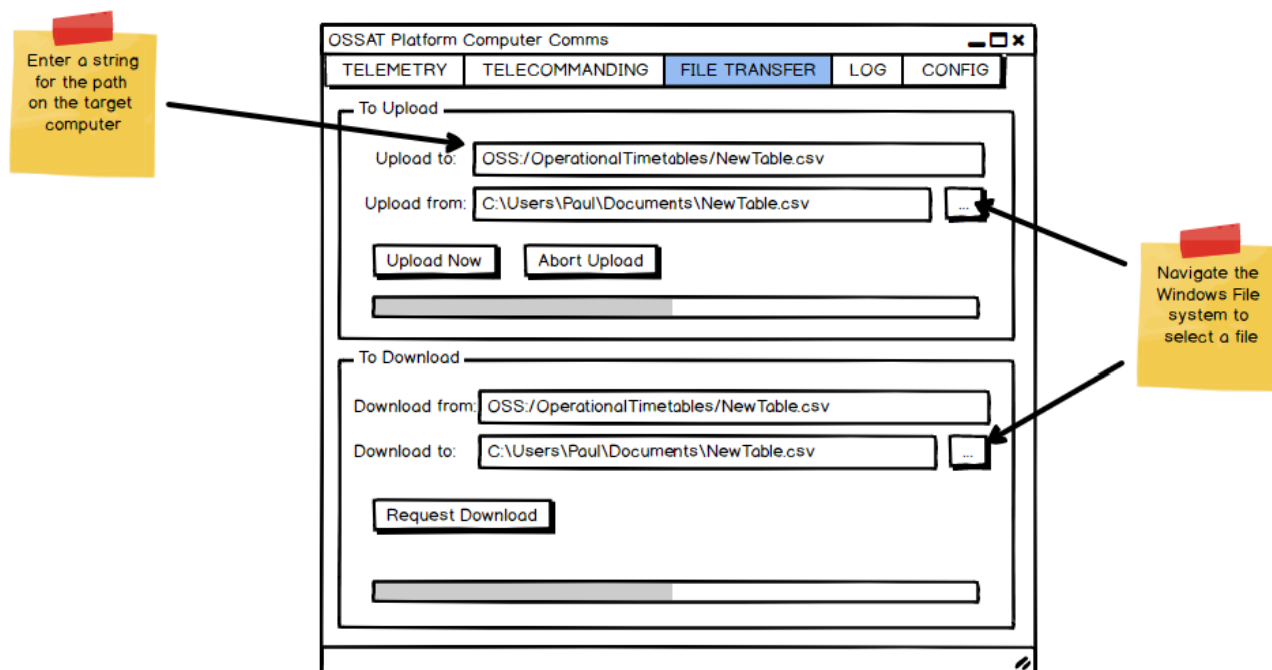 Enter a string
for the path
on the target
computer
OSSAT Platform Computer Comms
TELEMETRY TELECOMMANDING FILE TRANSFER LOG CONFIG
To Upload
Upload to: OSS:/OperationalTimetables/NewTable.csv
Upload from: C:\Users\Paul\Documents\NewTable.csv ...
Upload Now Abort Upload
Navigate the
Windows File
system to
select a file
To Download
Download from: OSS:/OperationalTimetables/NewTable.csv
Download to: C:\Users\Paul\Documents\NewTable.csv ...
Request Download